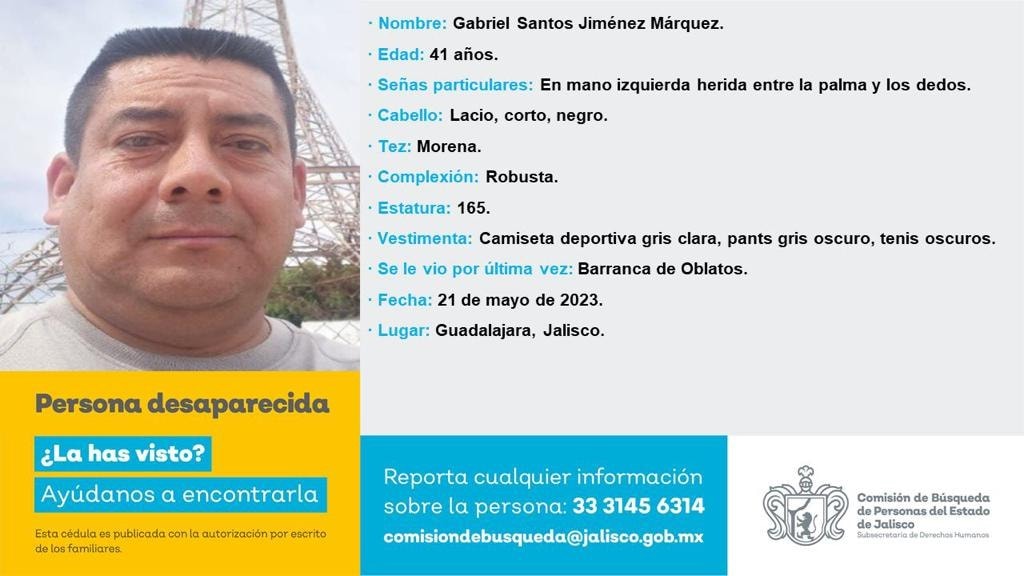 · Nombre: Gabriel Santos Jiménez Márquez.
· Edad: 41 años.
· Señas particulares: En mano izquierda herida entre la palma y los dedos.
· Cabello: Lacio, corto, negro.
· Tez: Morena.
· Complexión: Robusta.
· Estatura: 165.
· Vestimenta: Camiseta deportiva gris clara, pants gris oscuro, tenis oscuros.
· Se le vio por última vez: Barranca de Oblatos.
· Fecha: 21 de mayo de 2023.
· Lugar: Guadalajara, Jalisco.
Persona desaparecida
¿La has visto?
Ayúdanos a encontrarla
Esta cédula es publicada con la autorización por escrito
de los familiares.
Reporta cualquier información
sobre la persona: 33 3145 6314
comisiondebusqueda@jalisco.gob.mx
Comisión de Búsqueda
de Personas del Estado
de Jalisco
Subsecretaría de Derechos Humanos